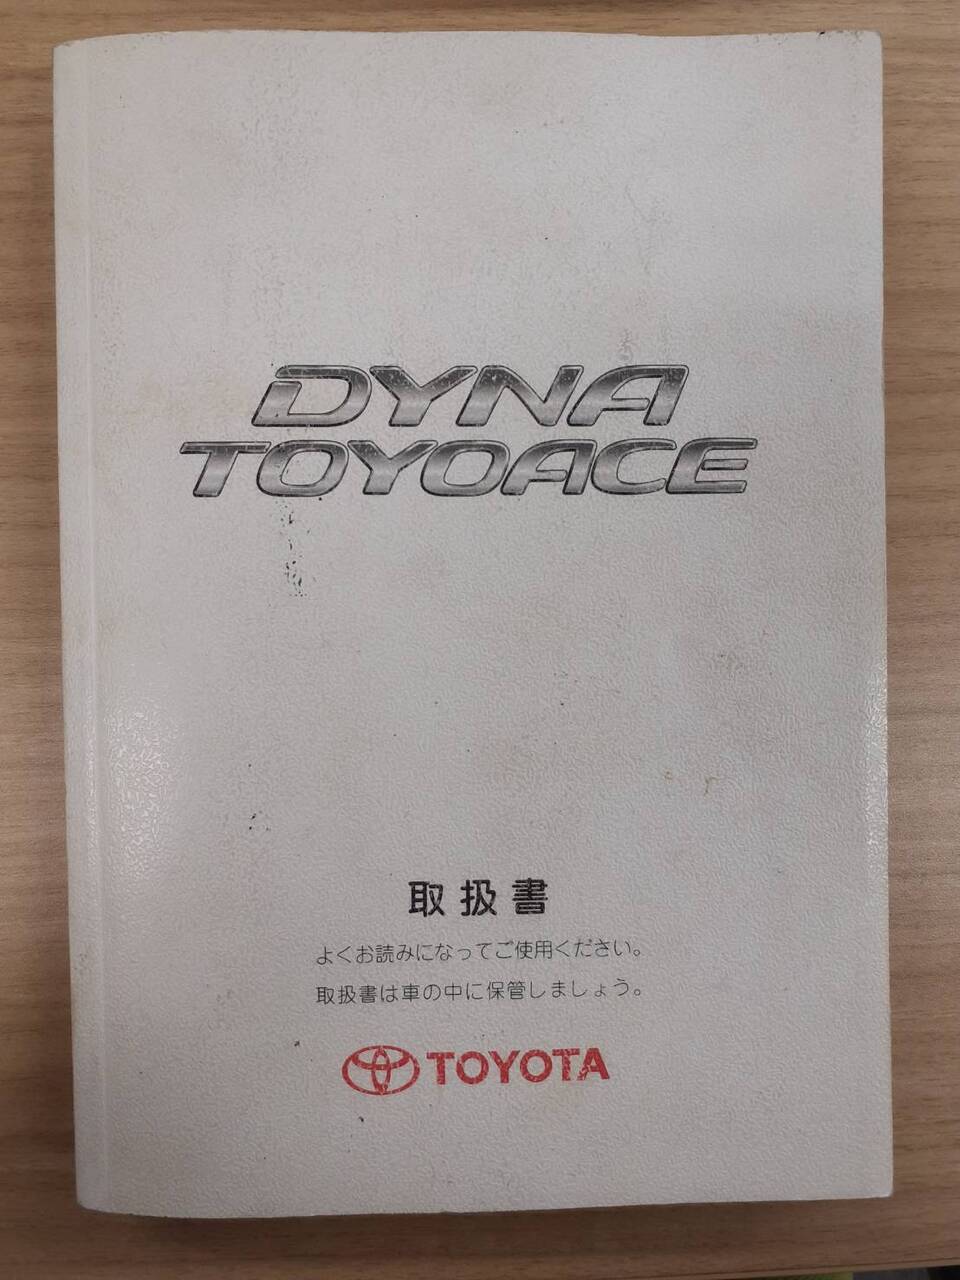 DYNA
TOYOACE
取扱書
よくお読みになってご使用ください。
取扱書は車の中に保管しましょう。
TOYOTA